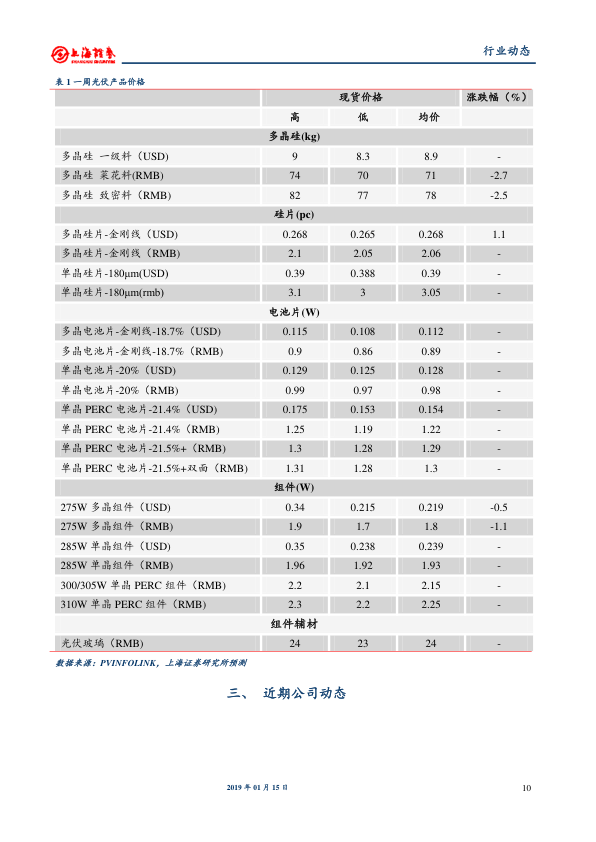 上海证券
行业动态
表 1 一周光伏产品价格
现货价格 涨跌幅（%）
高 低 均价
多晶硅(kg)
多晶硅 一级料（USD) 9 8.3 8.9 -
多晶硅 菜花料(RMB) 74 70 71 -2.7
多晶硅 致密料（RMB) 82 77 78 -2.5
硅片(pc)
多晶硅片-金刚线（USD) 0.268 0.265 0.268 1.1
多晶硅片-金刚线（RMB) 2.1 2.05 2.06 -
单晶硅片-180μm(USD) 0.39 0.388 0.39 -
单晶硅片-180μm(rmb) 3.1 3 3.05 -
电池片(W)
多晶电池片-金刚线-18.7%（USD) 0.115 0.108 0.112 -
多晶电池片-金刚线-18.7%（RMB) 0.9 0.86 0.89 -
单晶电池片-20%（USD) 0.129 0.125 0.128 -
单晶电池片-20%（RMB) 0.99 0.97 0.98 -
单晶 PERC 电池片-21.4%（USD) 0.175 0.153 0.154 -
单晶 PERC 电池片-21.4%（RMB) 1.25 1.19 1.22 -
单晶 PERC 电池片-21.5%+（RMB) 1.3 1.28 1.29 -
单晶 PERC 电池片-21.5%+双面（RMB) 1.31 1.28 1.3 -
组件(W)
275W 多晶组件（USD) 0.34 0.215 0.219 -0.5
275W 多晶组件（RMB) 1.9 1.7 1.8 -1.1
285W 单晶组件（USD) 0.35 0.238 0.239 -
285W 单晶组件（RMB) 1.96 1.92 1.93 -
300/305W 单晶 PERC 组件（RMB) 2.2 2.1 2.15 -
310W 单晶 PERC 组件（RMB) 2.3 2.2 2.25 -
组件辅材
光伏玻璃（RMB) 24 23 24 -
数据来源：PVINFOLINK，上海证券研究所预测
三、 近期公司动态
2019 年 01 月 15 日
10